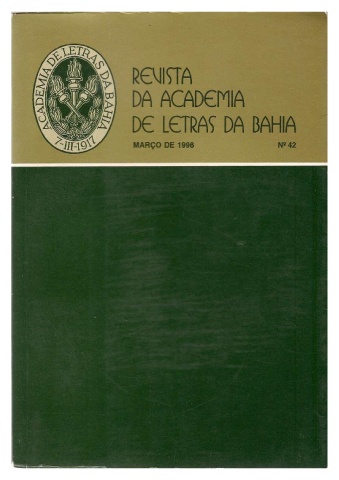 ACADEMIA DE LETRAS DA BAHIA
7-III-1917
REVISTA
DA ACADEMIA
DE LETRAS DA BAHIA
MARÇO DE 1996
Nº 42